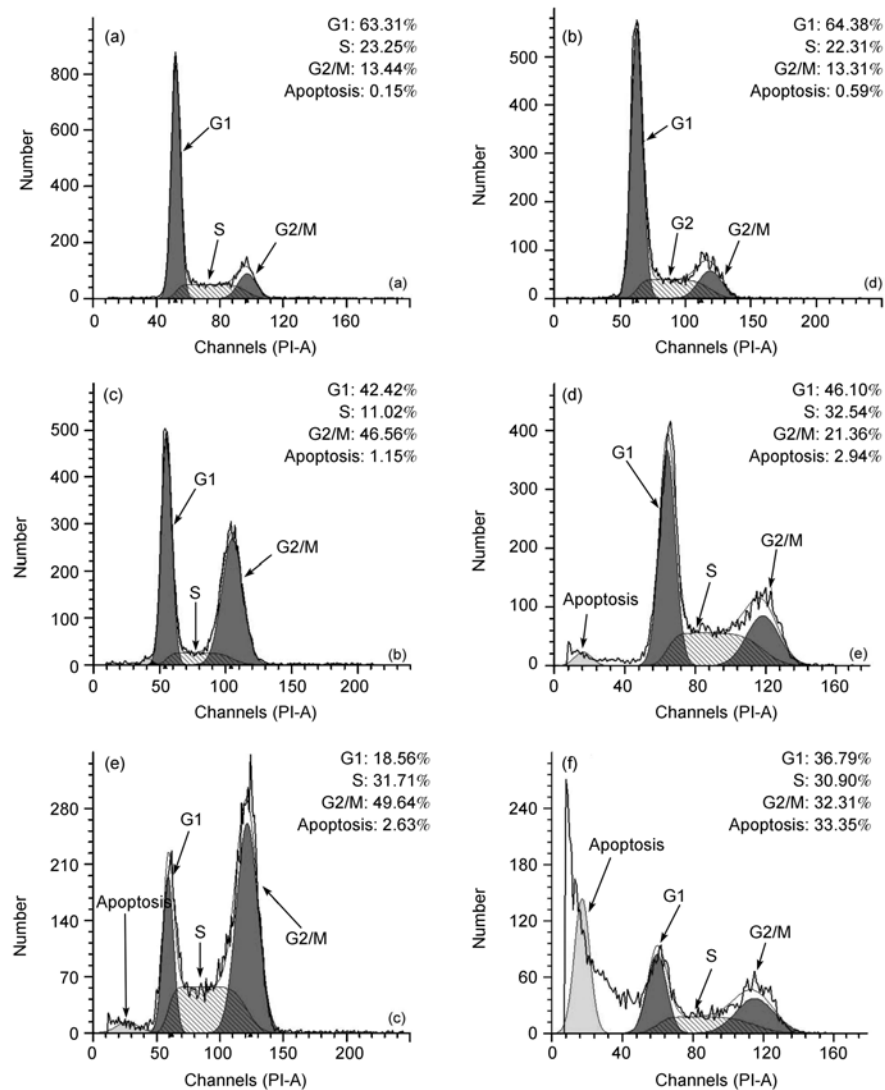 (a)
G1: 63.31%
S: 23.25%
G2/M: 13.44%
Apoptosis: 0.15%
800
600
400
200
0
Number
G1
S
G2/M
(a)
0 40 80 120 160
Channels (PI-A)
(b)
G1: 64.38%
S: 22.31%
G2/M: 13.31%
Apoptosis: 0.59%
500
400
300
200
100
0
Number
G1
G2
G2/M
(d)
0 50 100 150 200
Channels (PI-A)
(c)
G1: 42.42%
S: 11.02%
G2/M: 46.56%
Apoptosis: 1.15%
500
400
300
200
100
0
Number
G1
S
G2/M
(b)
0 50 100 150 200
Channels (PI-A)
(d)
G1: 46.10%
S: 32.54%
G2/M: 21.36%
Apoptosis: 2.94%
400
300
200
100
0
Number
G1
Apoptosis
S
G2/M
(e)
0 40 80 120 160
Channels (PI-A)
(e)
G1: 18.56%
S: 31.71%
G2/M: 49.64%
Apoptosis: 2.63%
280
210
140
70
0
Number
G1
Apoptosis
S
G2/M
(c)
0 50 100 150 200
Channels (PI-A)
(f)
G1: 36.79%
S: 30.90%
G2/M: 32.31%
Apoptosis: 33.35%
240
180
120
60
0
Number
Apoptosis
G1
S
G2/M
0 40 80 120 160
Channels (PI-A)